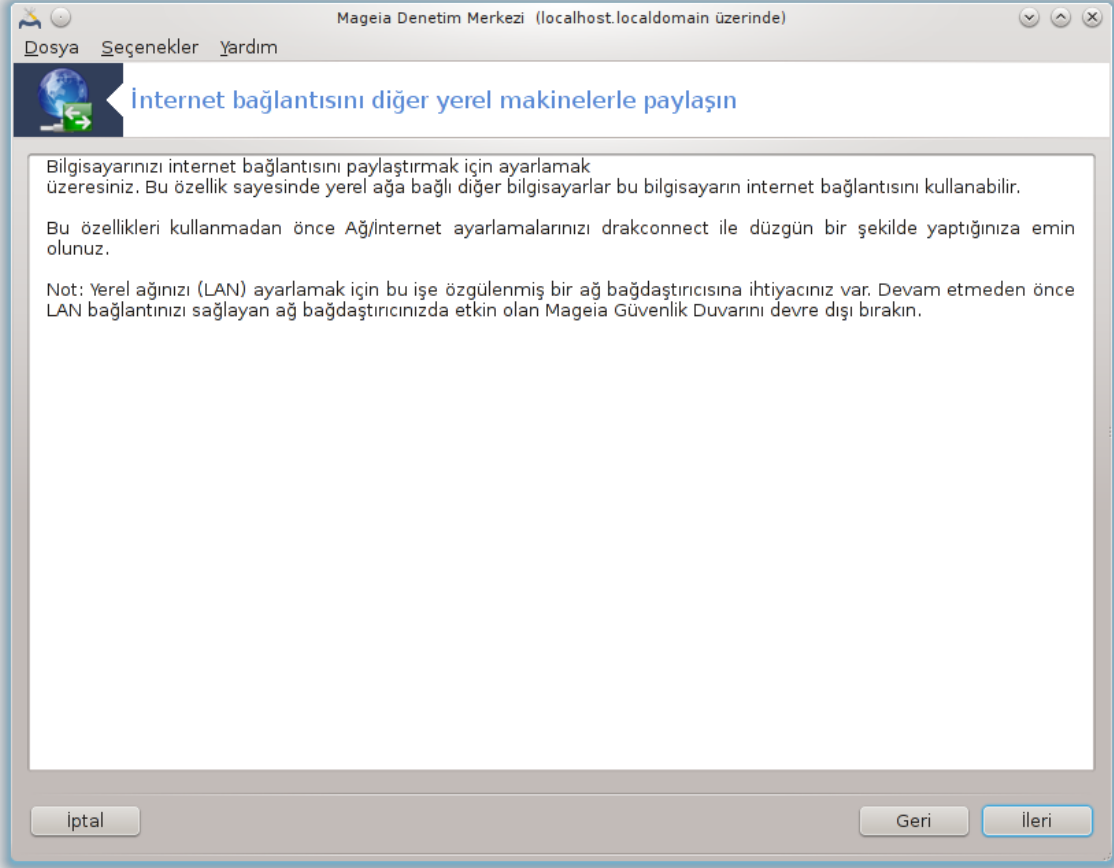 Mageia Denetim Merkezi (localhost.localdomain üzerinde)
Dosya Seçenekler Yardım
İnternet bağlantısını diğer yerel makinelerle paylaşın
Bilgisayarınızı internet bağlantısını paylaştırmak için ayarlamak
üzeresiniz. Bu özellik sayesinde yerel ağa bağlı diğer bilgisayarlar bu bilgisayarın internet bağlantısını kullanabilir.
Bu özellikleri kullanmadan önce Ağ/İnternet ayarlamalarınızı drakconnect ile düzgün bir şekilde yaptığınıza emin
olunuz.
Not: Yerel ağınızı (LAN) ayarlamak için bu işe özgülenmiş bir ağ bağdaştırıcısına ihtiyacınız var. Devam etmeden önce
LAN bağlantınızı sağlayan ağ bağdaştırıcınızda etkin olan Mageia Güvenlik Duvarını devre dışı bırakın.
İptal Geri İleri